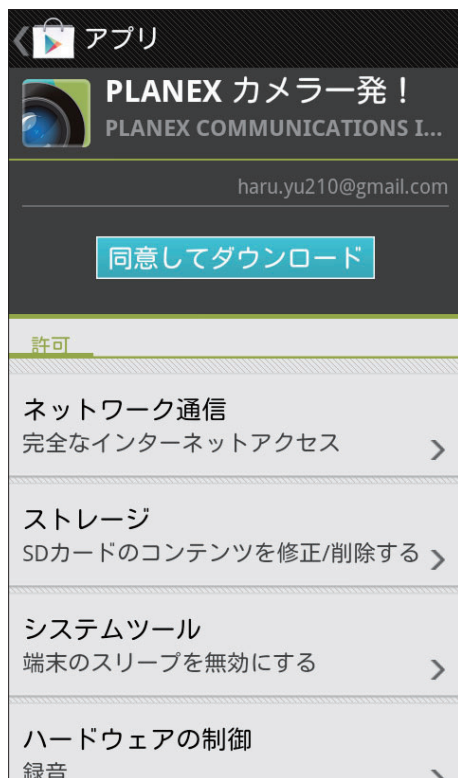 アプリ
PLANEX カメラ一発！
PLANEX COMMUNICATIONS I...
haru.yu210@gmail.com
同意してダウンロード
許可
ネットワーク通信
完全なインターネットアクセス
ストレージ
SDカードのコンテンツを修正/削除する
システムツール
端末のスリープを無効にする
ハードウェアの制御
録音